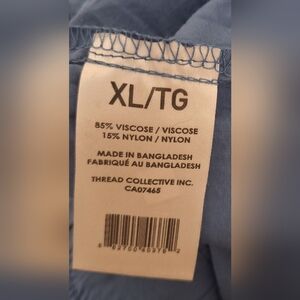 XL/TG
85% VISCOSE / VISCOSE
15% NYLON / NYLON
MADE IN BANGLADESH
FABRIQUÉ AU BANGLADESH
THREAD COLLECTIVE INC.
CA07465